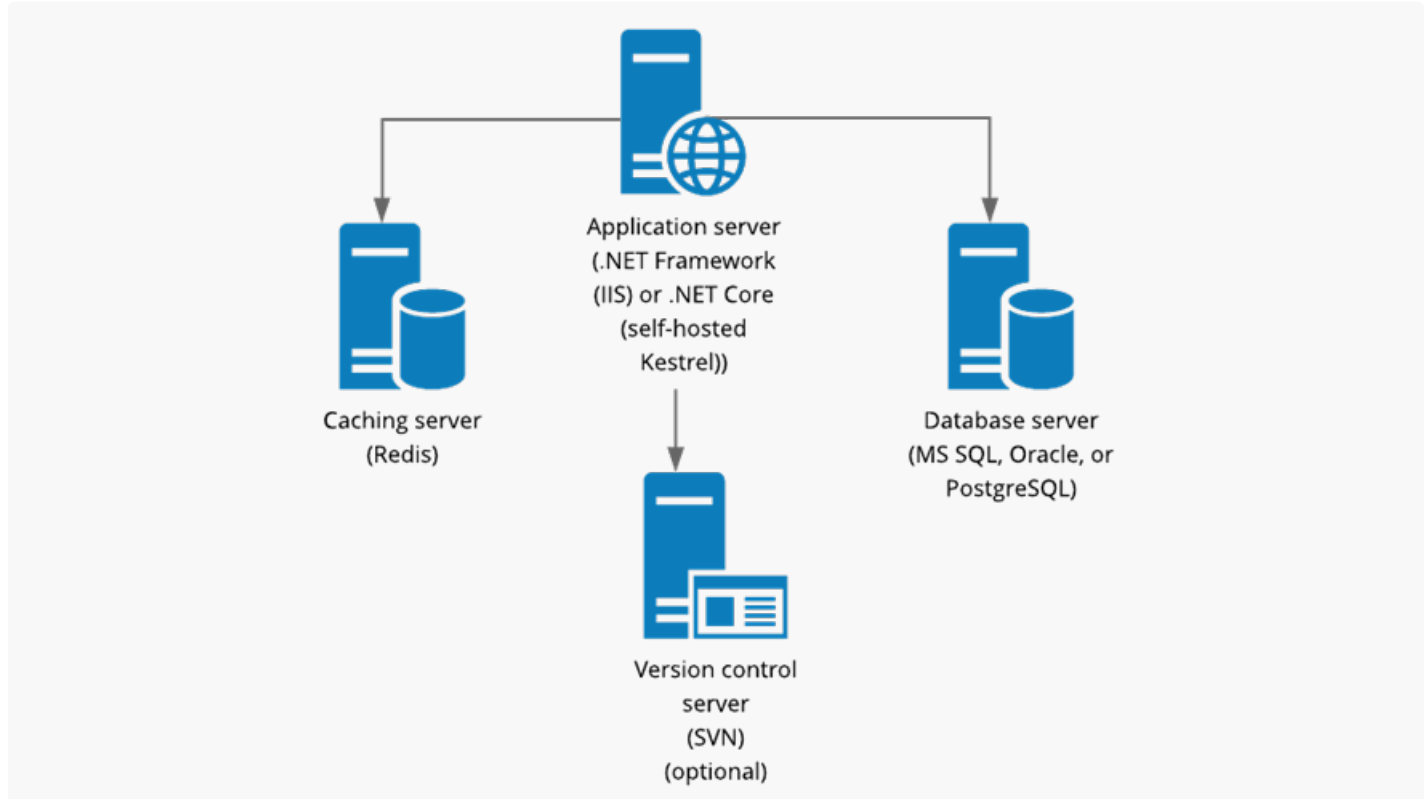 Application server
(.NET Framework
(IIS) or .NET Core
(self-hosted
Kestrel))
Caching server
(Redis)
Database server
(MS SQL, Oracle, or
PostgreSQL)
Version control
server
(SVN)
(optional)